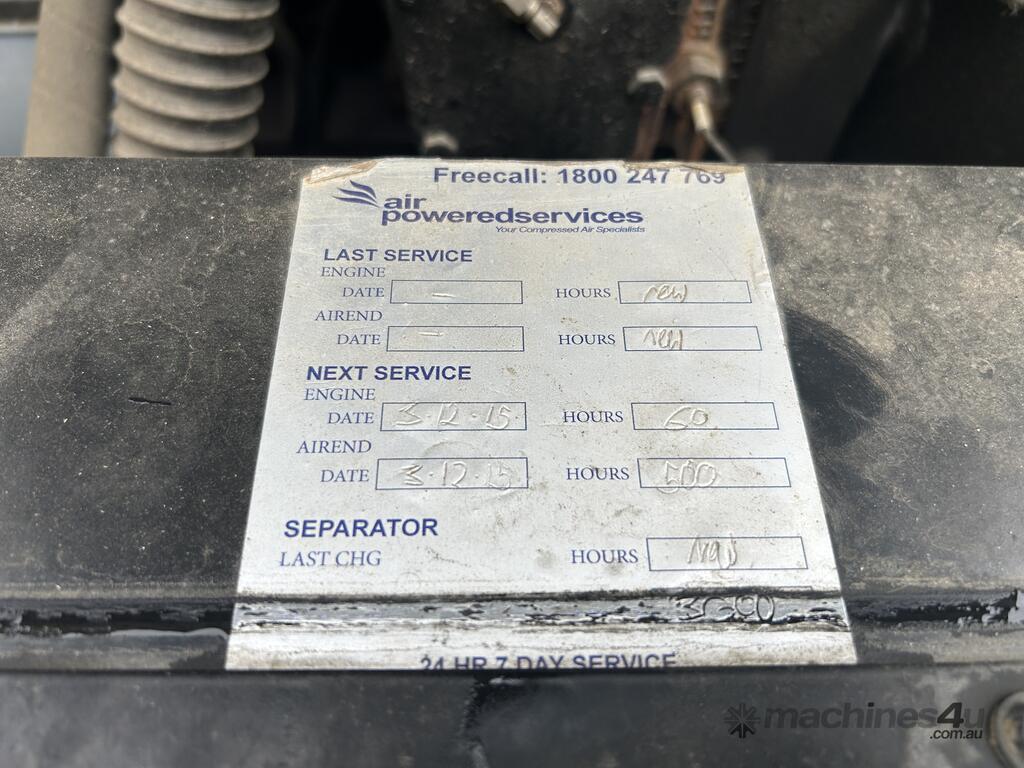 Freecall: 1800 247 769
air
poweredservices
Your Compressed Air Specialists
LAST SERVICE
ENGINE
DATE - HOURS new
AIREND
DATE - HOURS new
NEXT SERVICE
ENGINE
DATE 3.12.15 HOURS 60
AIREND
DATE 3.12.15 HOURS 500
SEPARATOR
LAST CHG HOURS new
24 HR 7 DAY SERVICE
machines4u
.com.au